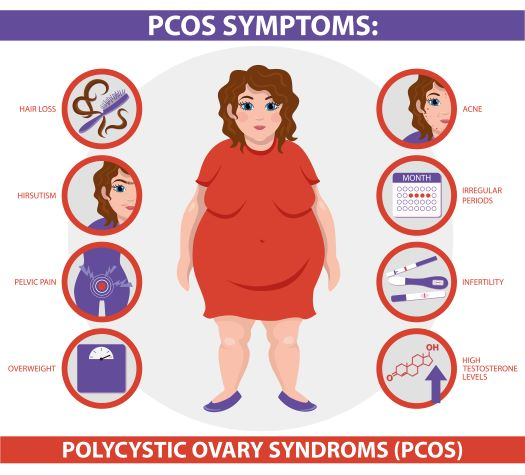 PCOS SYMPTOMS:
HAIR LOSS
HIRSUTISM
PELVIC PAIN
OVERWEIGHT
ACNE
MONTH
IRREGULAR
PERIODS
INFERTILITY
OH
O
HIGH
TESTOSTERONE
LEVELS
POLYCYSTIC OVARY SYNDROMS (PCOS)